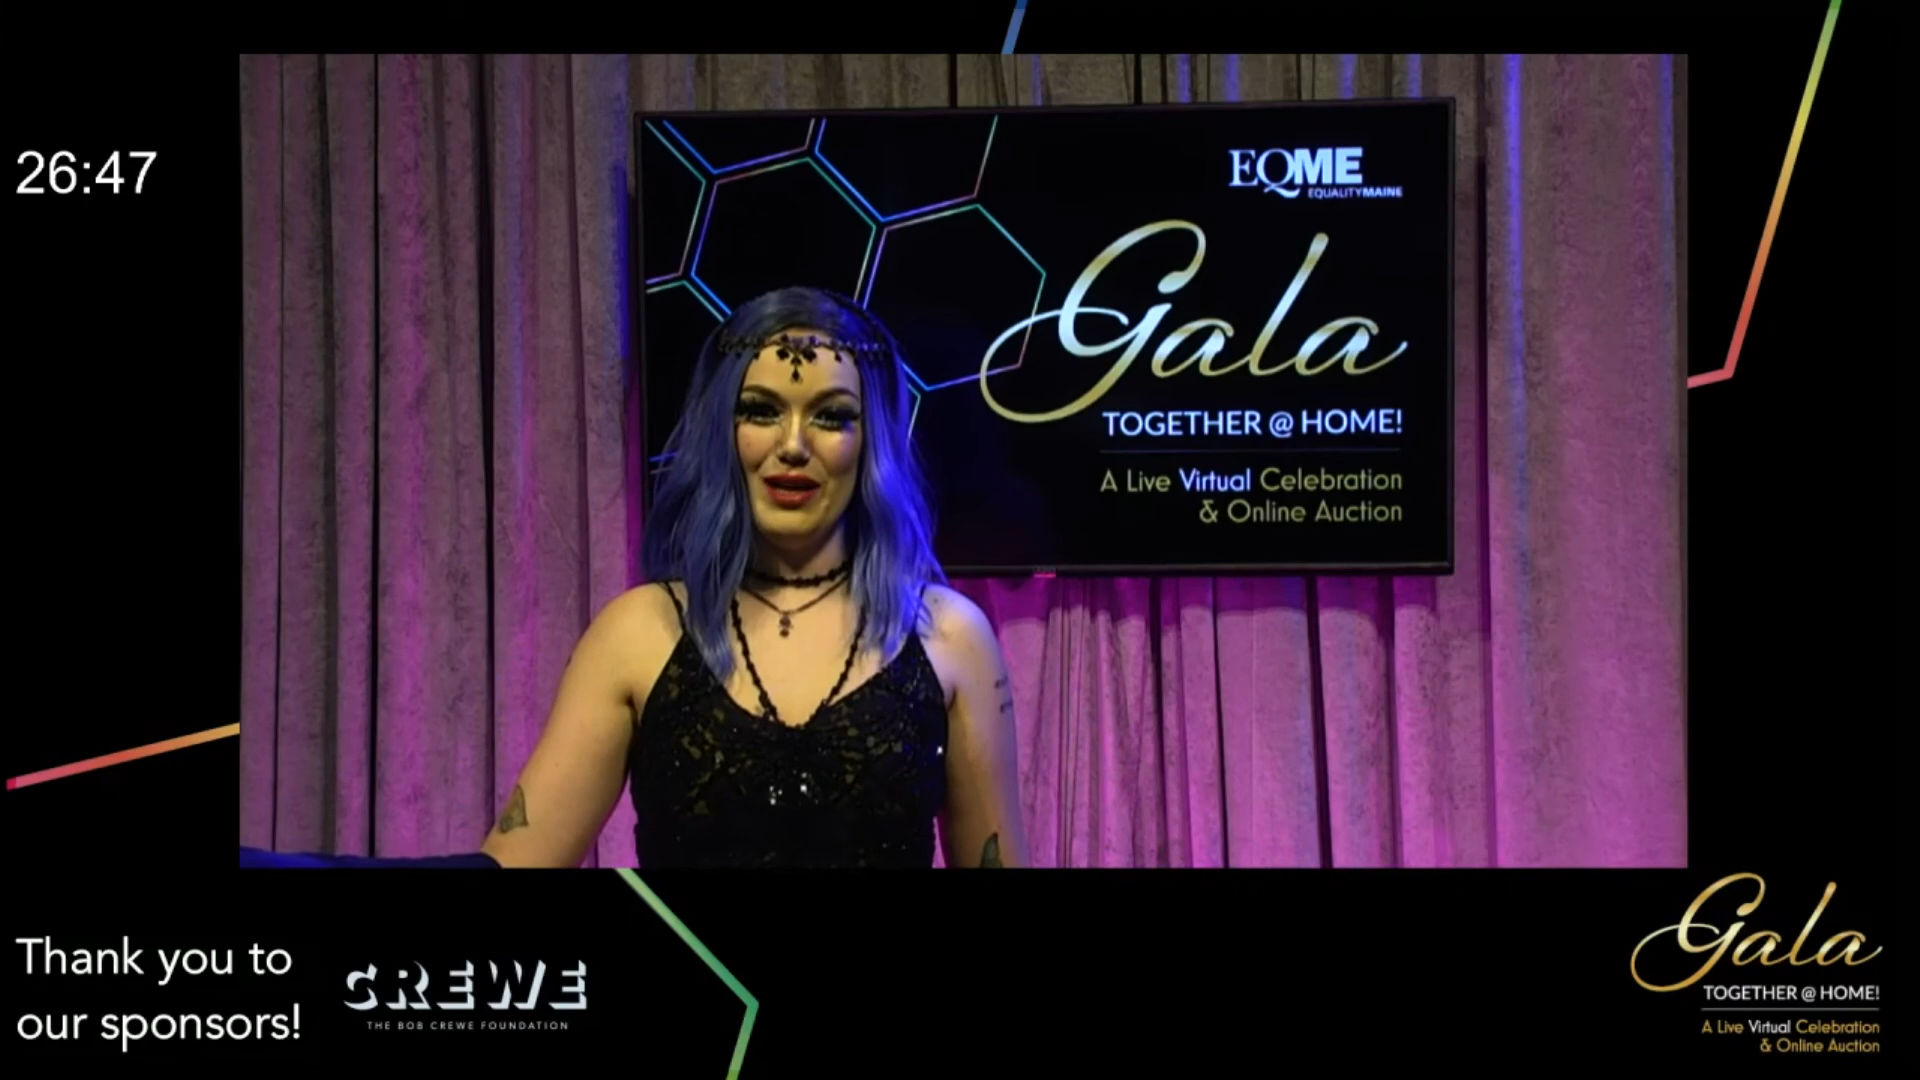 26:47
EQME
EQUALITYMAINE
Gala
TOGETHER @ HOME!
A Live Virtual Celebration
& Online Auction
Thank you to
our sponsors!
CREWE
THE BOB CREWE FOUNDATION
Gala
TOGETHER @ HOME!
A Live Virtual Celebration
& Online Auction